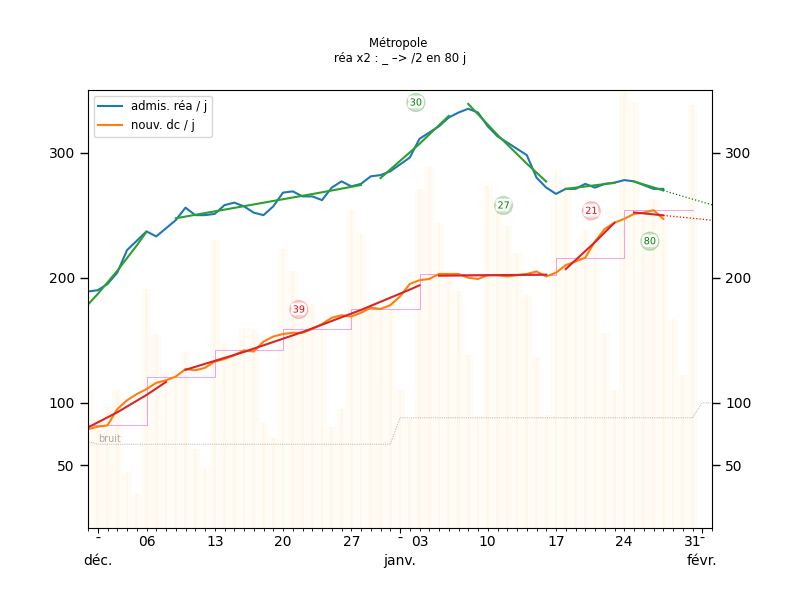 Métropole
réa x2 : _ –> /2 en 80 j
admis. réa / j
nouv. dc / j
30
300
300
27
21
80
200
200
39
100
100
bruit
50
50
- 06 13 20 27 - 03 10 17 24 31 -
déc. janv. févr.